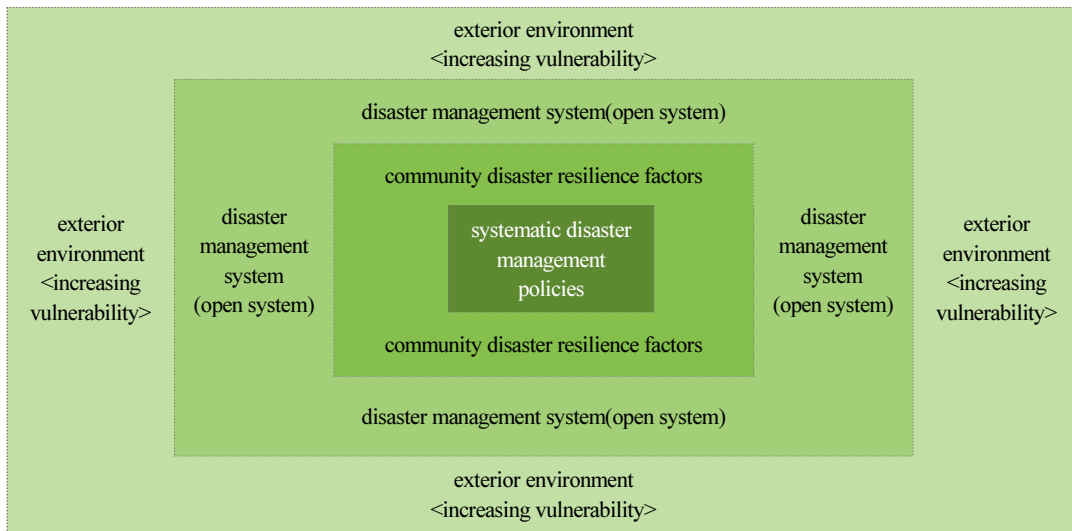 exterior environment
<increasing vulnerability>
disaster management system(open system)
community disaster resilience factors
exterior
environment
<increasing
vulnerability>
disaster
management
system
(open system)
systematic disaster
management
policies
disaster
management
system
(open system)
exterior
environment
<increasing
vulnerability>
community disaster resilience factors
disaster management system(open system)
exterior environment
<increasing vulnerability>